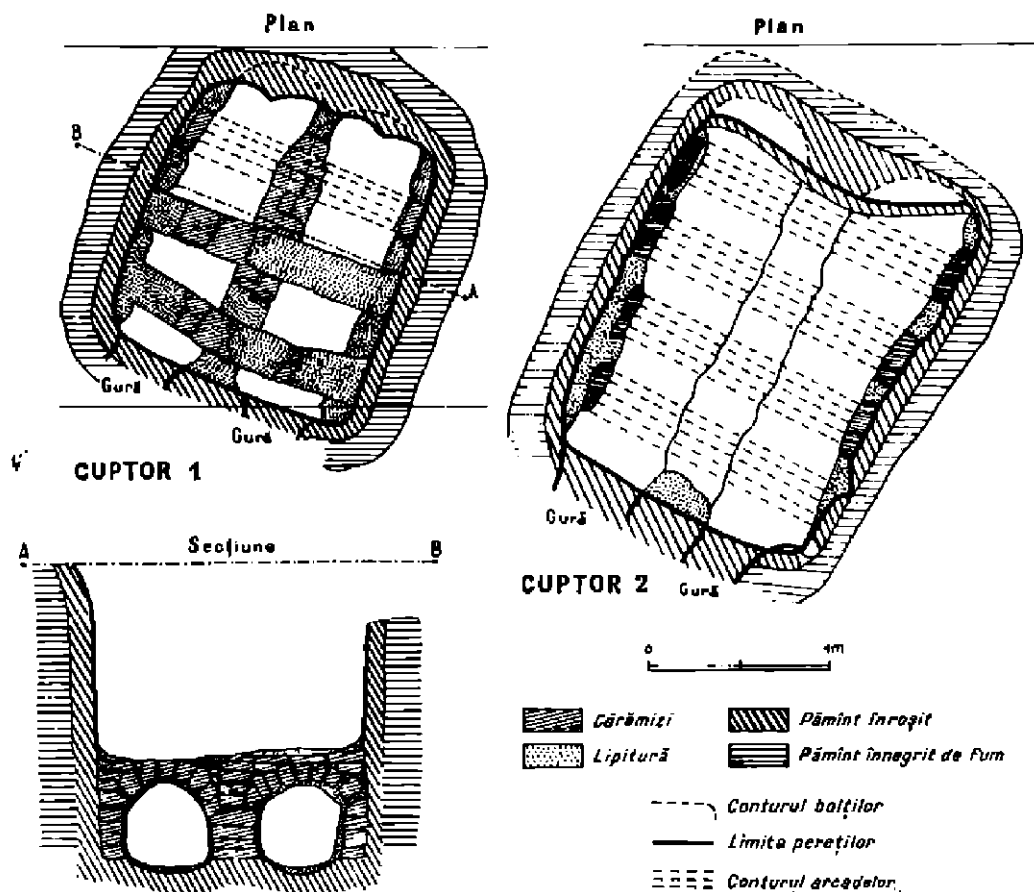 Plan
B
A
Gură
Gură
CUPTOR 1
Plan
Gură
Gură
CUPTOR 2
A
Secțiune
B
0
4m
Cărămizi
Lipitură
Pămînt înroșit
Pămînt înnegrit de fum
Conturul bolților
Limita pereților
Conturul arcadelor